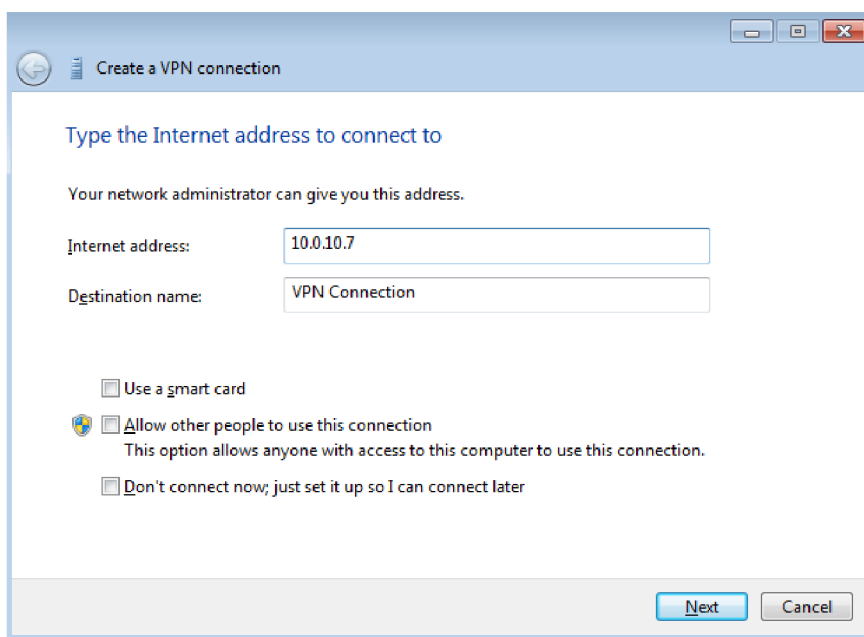 Create a VPN connection
Type the Internet address to connect to
Your network administrator can give you this address.
Internet address: 10.0.10.7
Destination name: VPN Connection
Use a smart card
Allow other people to use this connection
This option allows anyone with access to this computer to use this connection.
Don't connect now; just set it up so I can connect later
Next Cancel